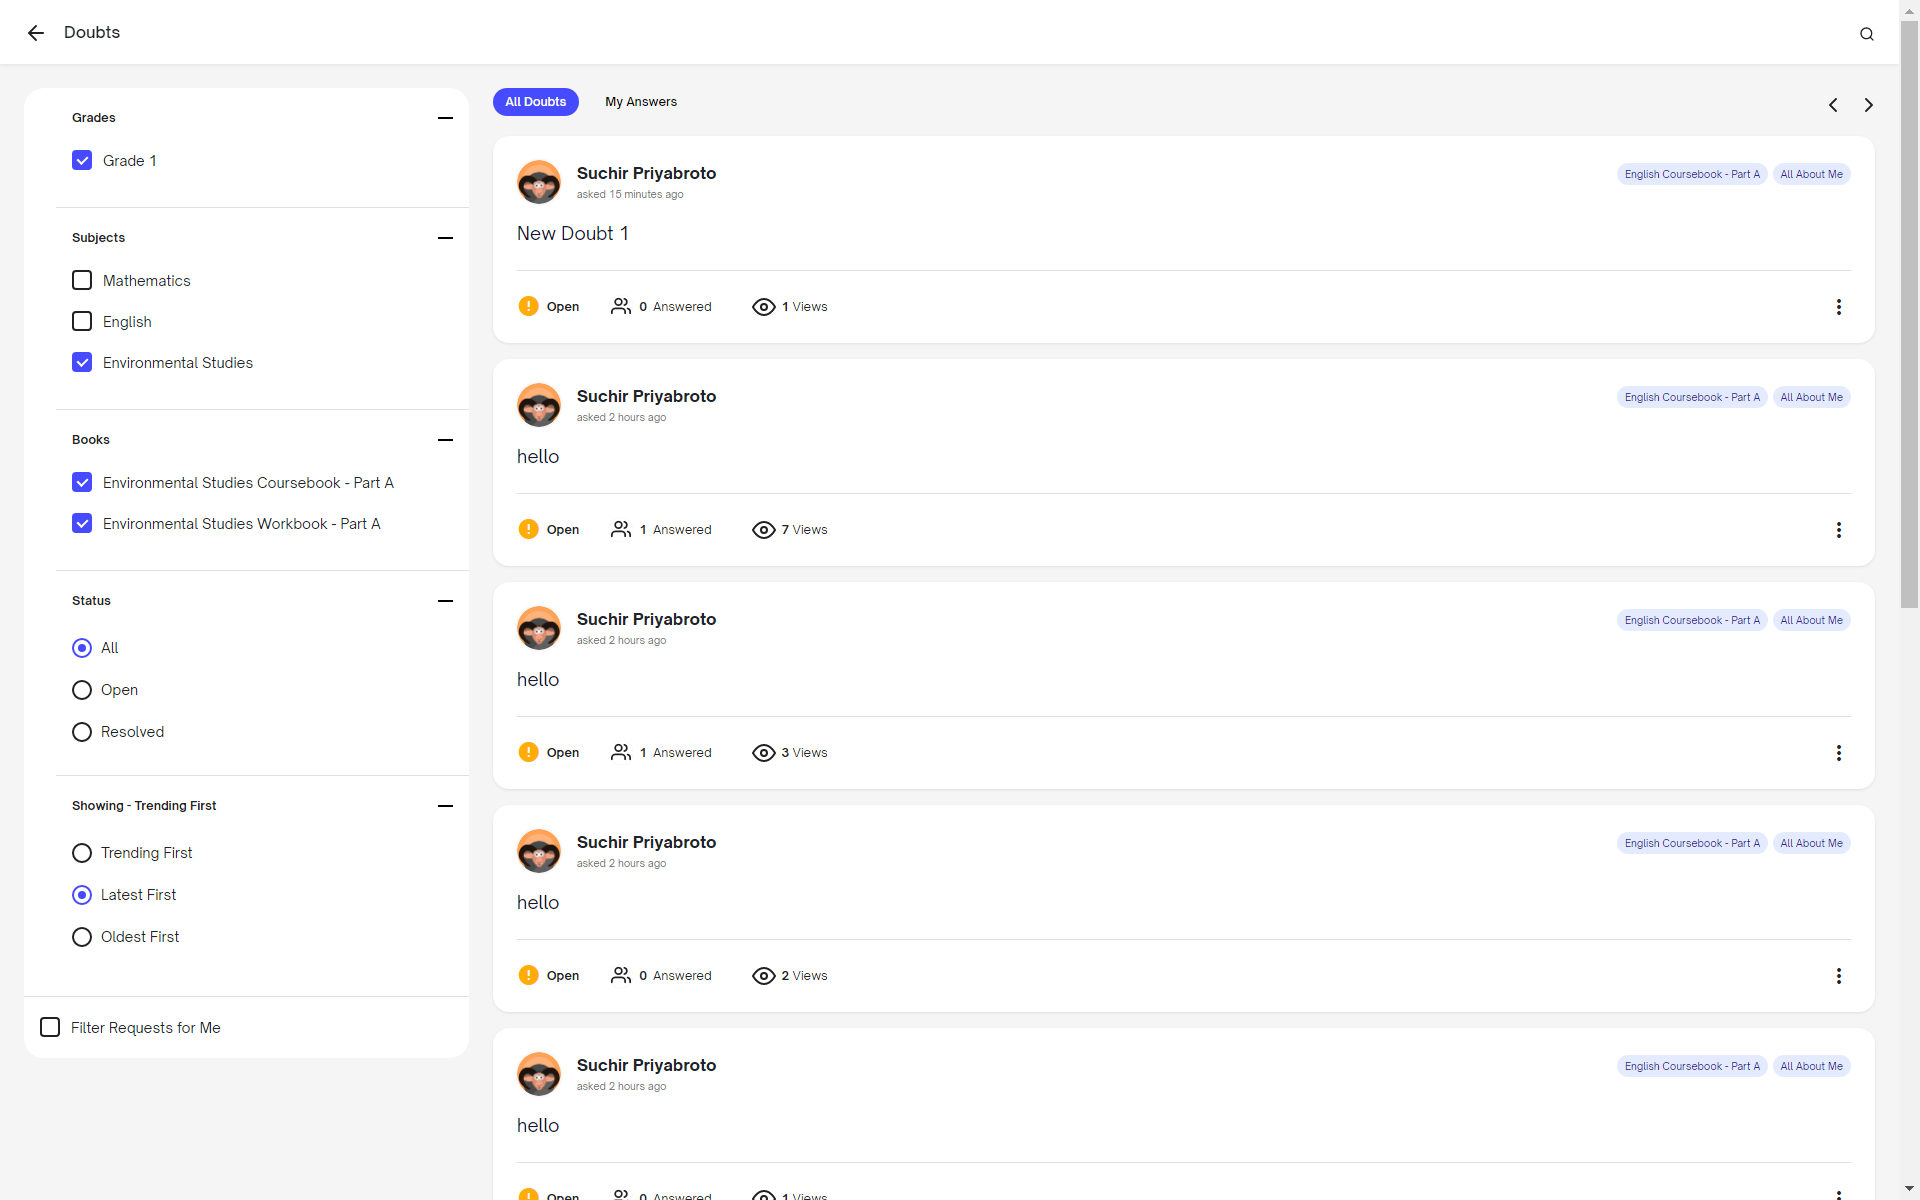 Doubts
Grades
Grade 1
Subjects
Mathematics
English
Environmental Studies
Books
Environmental Studies Coursebook - Part A
Environmental Studies Workbook - Part A
Status
All
Open
Resolved
Showing - Trending First
Trending First
Latest First
Oldest First
Filter Requests for Me
All Doubts My Answers
Suchir Priyabroto English Coursebook - Part A All About Me
asked 15 minutes ago
New Doubt 1
Open 0 Answered 1 Views
Suchir Priyabroto English Coursebook - Part A All About Me
asked 2 hours ago
hello
Open 1 Answered 7 Views
Suchir Priyabroto English Coursebook - Part A All About Me
asked 2 hours ago
hello
Open 1 Answered 3 Views
Suchir Priyabroto English Coursebook - Part A All About Me
asked 2 hours ago
hello
Open 0 Answered 2 Views
Suchir Priyabroto English Coursebook - Part A All About Me
asked 2 hours ago
hello
Open 0 Answered 1 Views